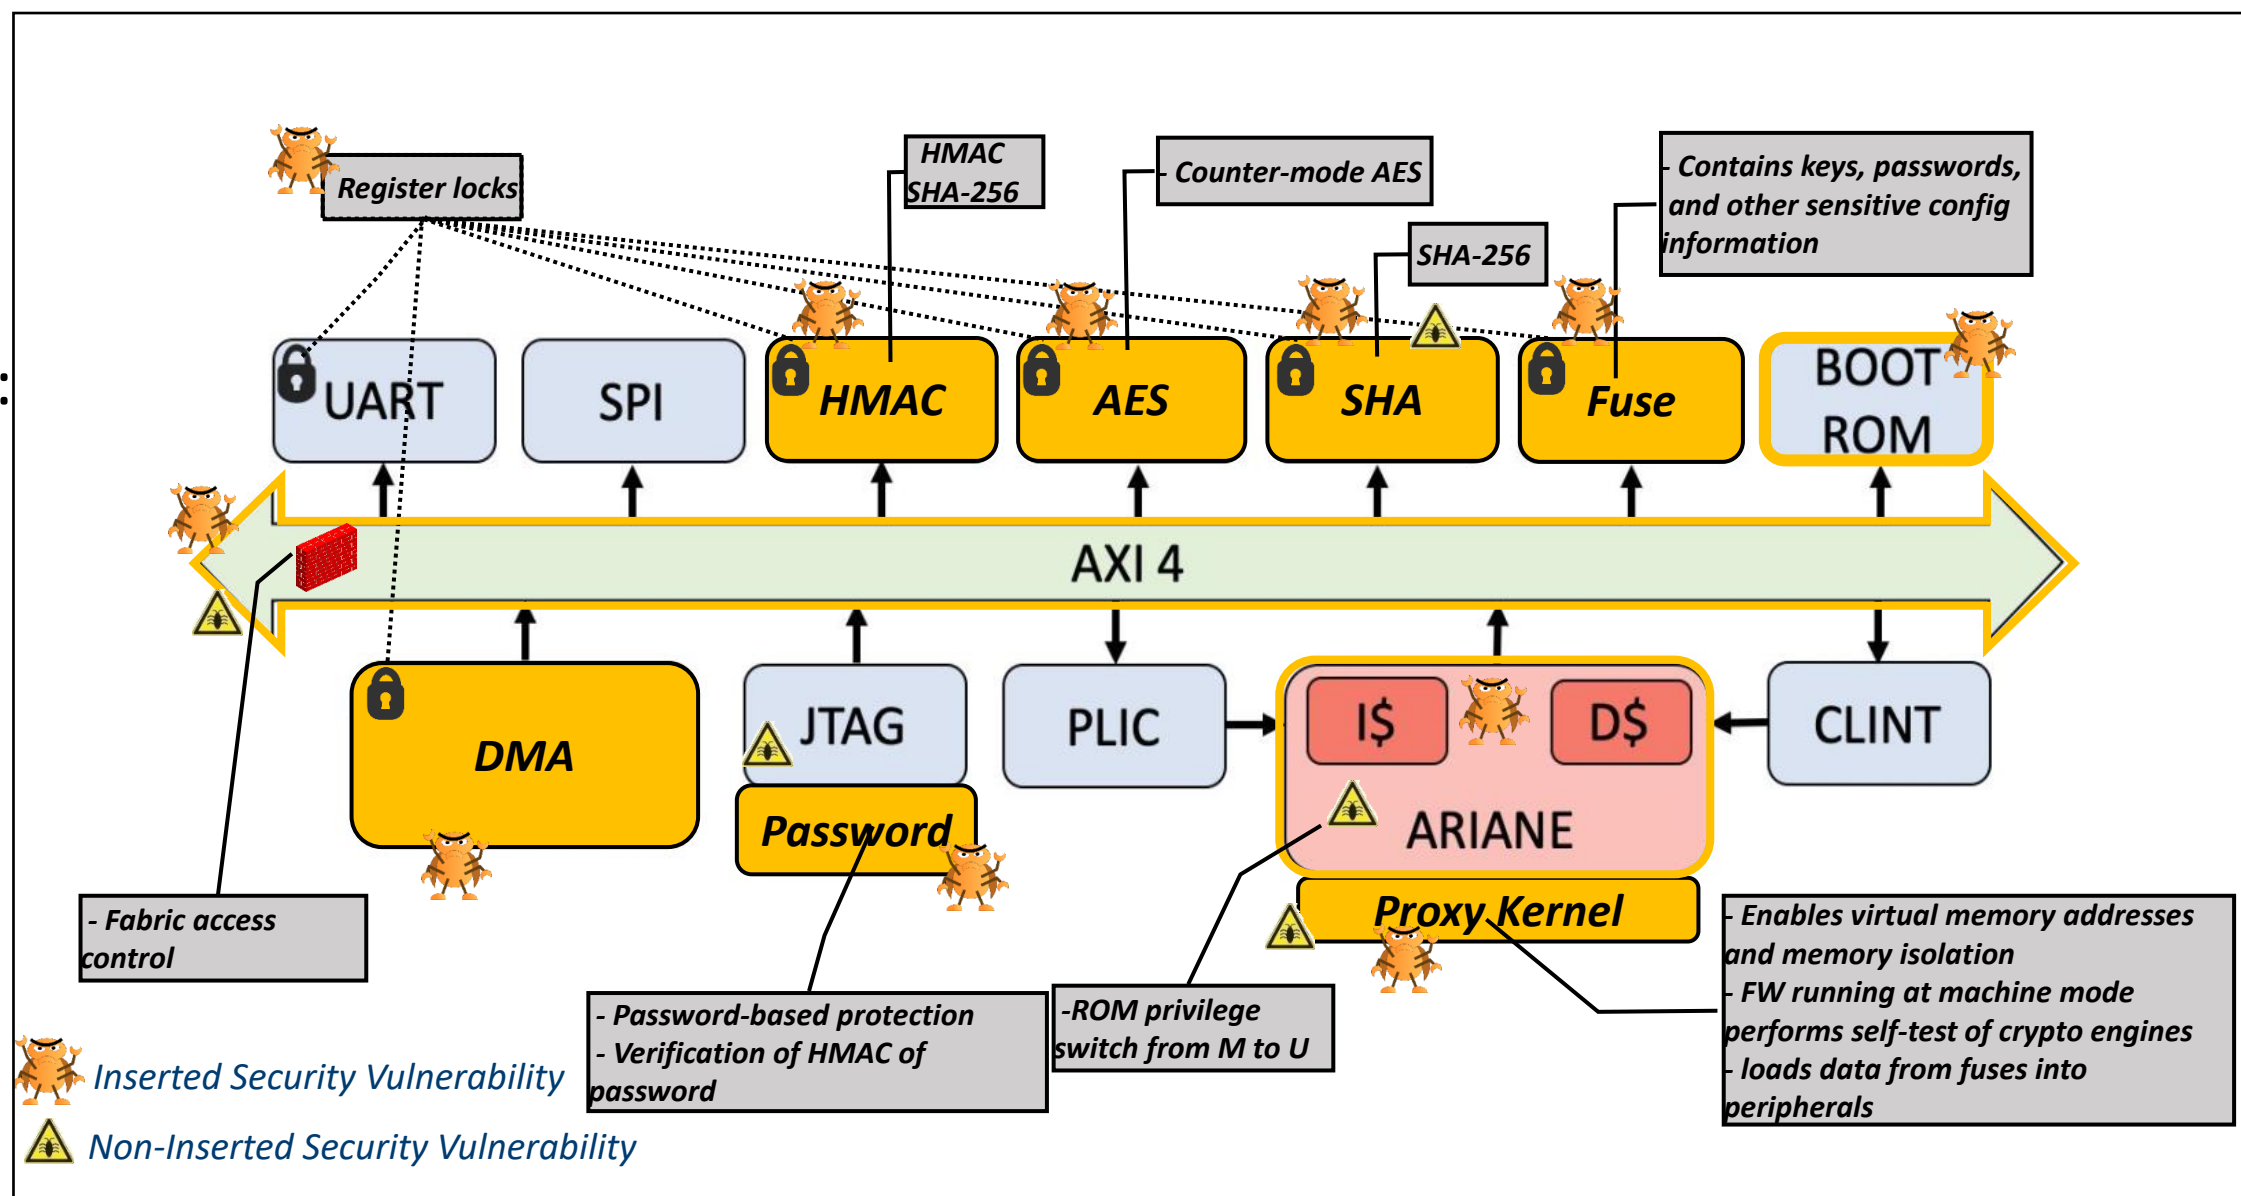 HMAC
SHA-256
- Counter-mode AES
- Contains keys, passwords,
and other sensitive config
information
Register locks
SHA-256
:
UART
SPI
HMAC
AES
SHA
Fuse
BOOT
ROM
AXI 4
DMA
JTAG
Password
PLIC
I$
D$
ARIANE
CLINT
Proxy Kernel
- Fabric access
control
- Password-based protection
- Verification of HMAC of
password
-ROM privilege
switch from M to U
- Enables virtual memory addresses
and memory isolation
- FW running at machine mode
performs self-test of crypto engines
- loads data from fuses into
peripherals
Inserted Security Vulnerability
Non-Inserted Security Vulnerability